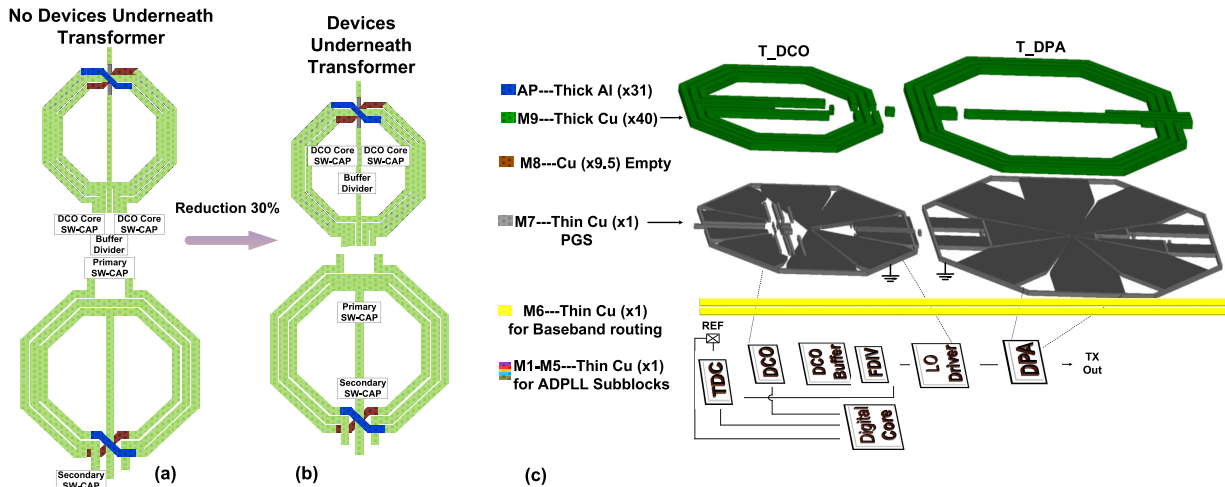 No Devices Underneath
Transformer
DCO Core
SW-CAP
DCO Core
SW-CAP
Buffer
Divider
Primary
SW-CAP
Secondary
SW-CAP
(a)
Reduction 30%
Devices
Underneath
Transformer
DCO Core
SW-CAP
DCO Core
SW-CAP
Buffer
Divider
Primary
SW-CAP
Secondary
SW-CAP
(b)
T_DCO
T_DPA
AP---Thick Al (x31)
M9---Thick Cu (x40)
M8---Cu (x9.5) Empty
M7---Thin Cu (x1)
PGS
M6---Thin Cu (x1)
for Baseband routing
M1-M5---Thin Cu (x1)
for ADPLL Subblocks
REF
TDC
DCO
DCO
Buffer
FDIV
LO
Driver
DPA
TX
Out
Digital
Core
(c)